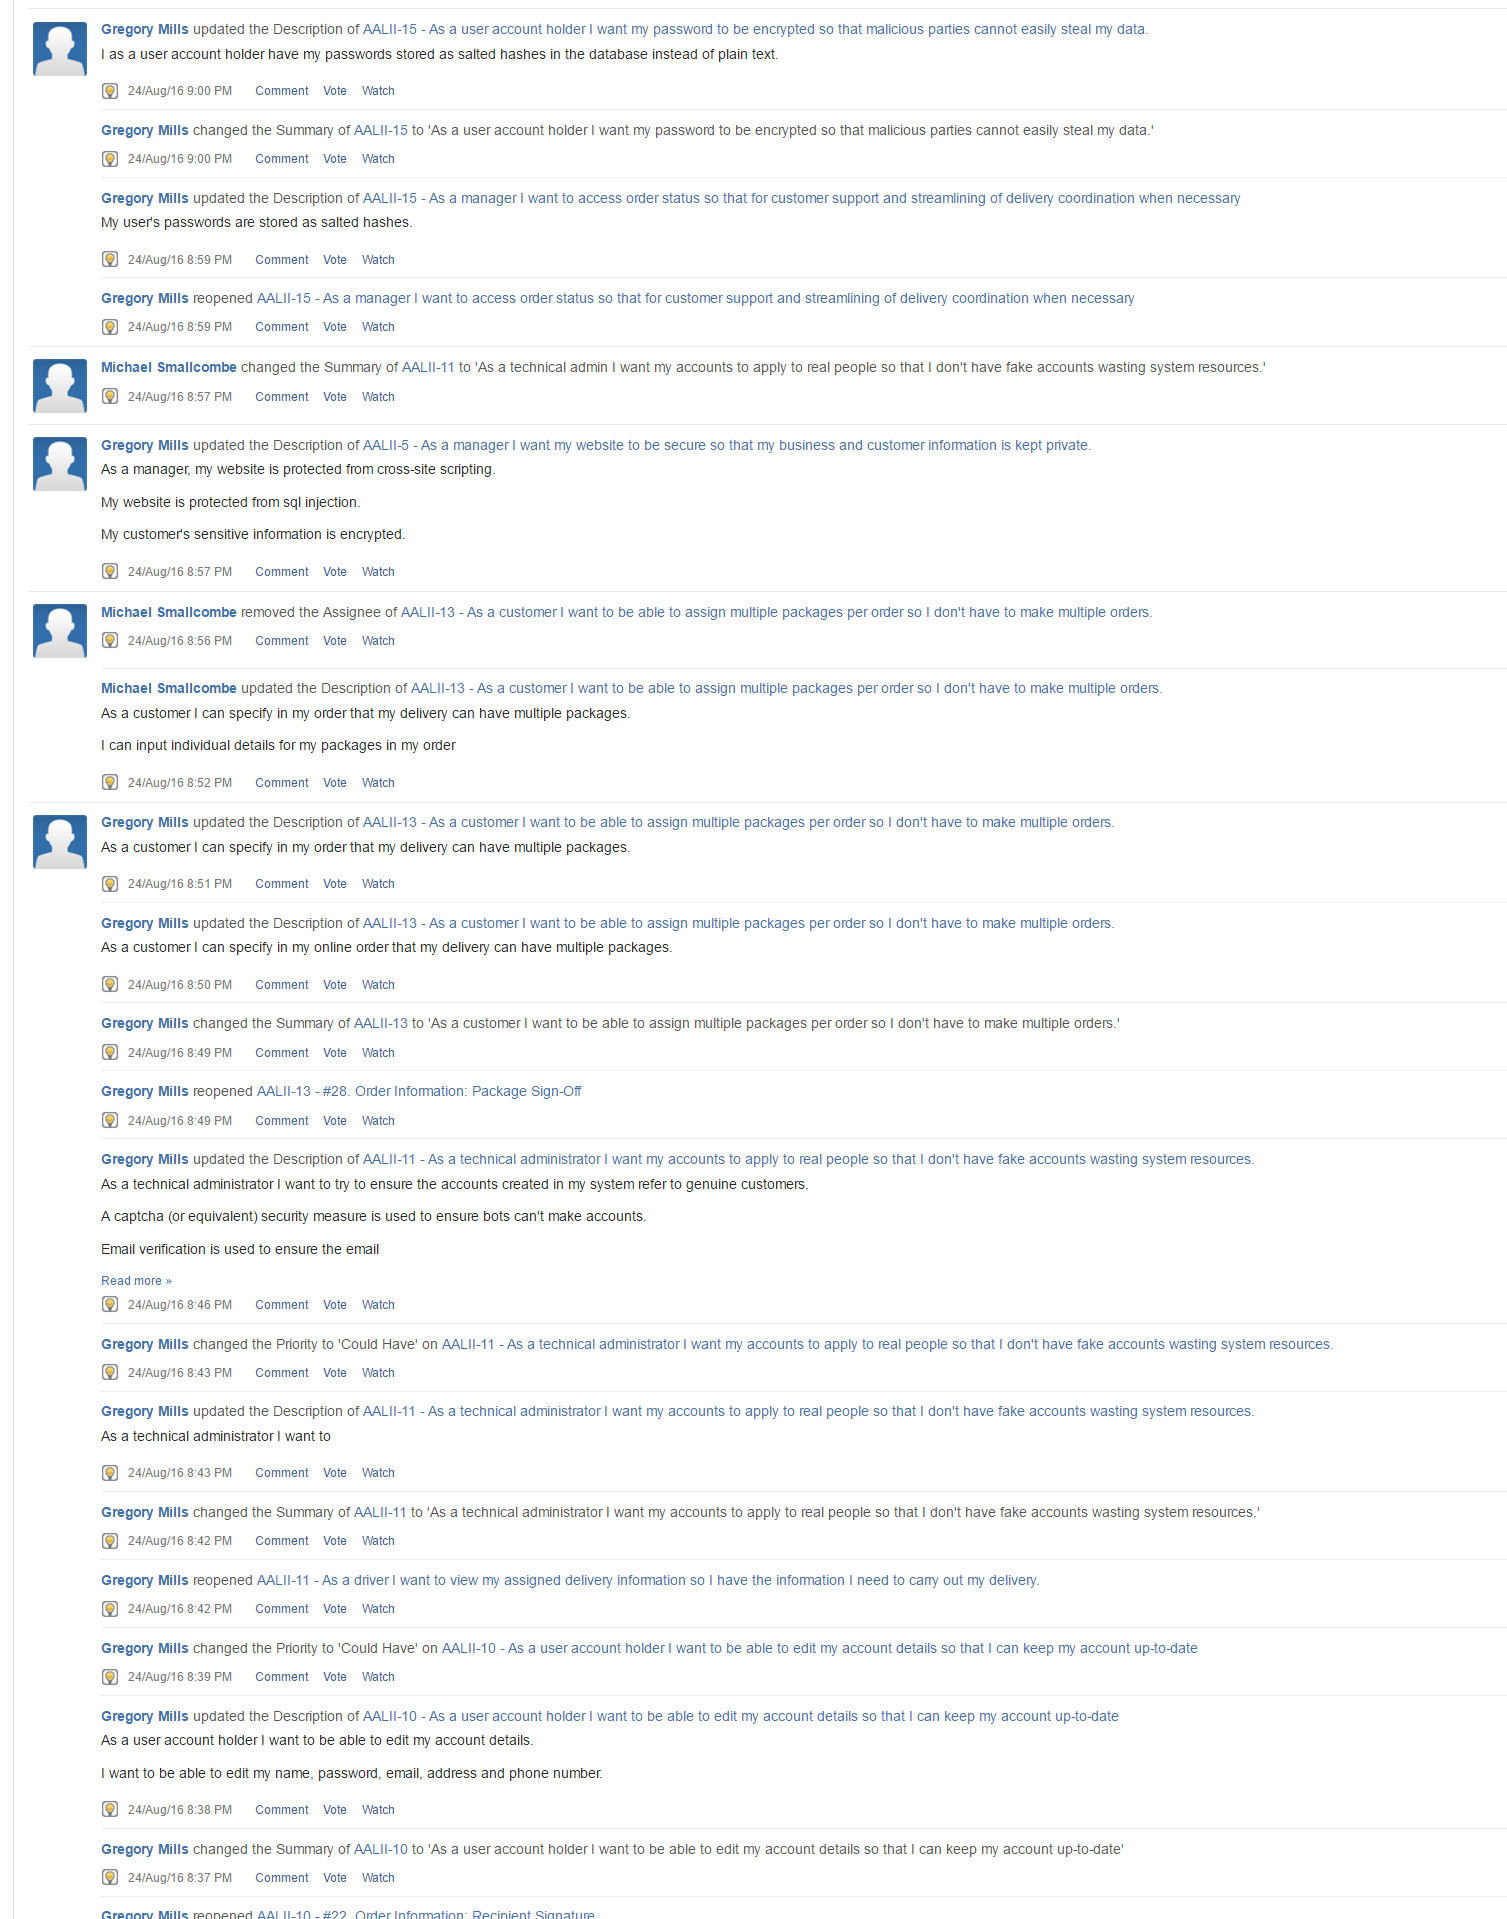 Gregory Mills updated the Description of AALII-15 - As a user account holder I want my password to be encrypted so that malicious parties cannot easily steal my data.
I as a user account holder have my passwords stored as salted hashes in the database instead of plain text.
24/Aug/16 9:00 PM Comment Vote Watch
Gregory Mills changed the Summary of AALII-15 to 'As a user account holder I want my password to be encrypted so that malicious parties cannot easily steal my data.'
24/Aug/16 9:00 PM Comment Vote Watch
Gregory Mills updated the Description of AALII-15 - As a manager I want to access order status so that for customer support and streamlining of delivery coordination when necessary
My user's passwords are stored as salted hashes.
24/Aug/16 8:59 PM Comment Vote Watch
Gregory Mills reopened AALII-15 - As a manager I want to access order status so that for customer support and streamlining of delivery coordination when necessary
24/Aug/16 8:59 PM Comment Vote Watch
Michael Smallcombe changed the Summary of AALII-11 to 'As a technical admin I want my accounts to apply to real people so that I don't have fake accounts wasting system resources.'
24/Aug/16 8:57 PM Comment Vote Watch
Gregory Mills updated the Description of AALII-5 - As a manager I want my website to be secure so that my business and customer information is kept private.
As a manager, my website is protected from cross-site scripting.
My website is protected from sql injection.
My customer's sensitive information is encrypted.
24/Aug/16 8:57 PM Comment Vote Watch
Michael Smallcombe removed the Assignee of AALII-13 - As a customer I want to be able to assign multiple packages per order so I don't have to make multiple orders.
24/Aug/16 8:56 PM Comment Vote Watch
Michael Smallcombe updated the Description of AALII-13 - As a customer I want to be able to assign multiple packages per order so I don't have to make multiple orders.
As a customer I can specify in my order that my delivery can have multiple packages.
I can input individual details for my packages in my order
24/Aug/16 8:52 PM Comment Vote Watch
Gregory Mills updated the Description of AALII-13 - As a customer I want to be able to assign multiple packages per order so I don't have to make multiple orders.
As a customer I can specify in my order that my delivery can have multiple packages.
24/Aug/16 8:51 PM Comment Vote Watch
Gregory Mills updated the Description of AALII-13 - As a customer I want to be able to assign multiple packages per order so I don't have to make multiple orders.
As a customer I can specify in my online order that my delivery can have multiple packages.
24/Aug/16 8:50 PM Comment Vote Watch
Gregory Mills changed the Summary of AALII-13 to 'As a customer I want to be able to assign multiple packages per order so I don't have to make multiple orders.'
24/Aug/16 8:49 PM Comment Vote Watch
Gregory Mills reopened AALII-13 - #28. Order Information: Package Sign-Off
24/Aug/16 8:49 PM Comment Vote Watch
Gregory Mills updated the Description of AALII-11 - As a technical administrator I want my accounts to apply to real people so that I don't have fake accounts wasting system resources.
As a technical administrator I want to try to ensure the accounts created in my system refer to genuine customers.
A captcha (or equivalent) security measure is used to ensure bots can't make accounts.
Email verification is used to ensure the email
Read more »
24/Aug/16 8:46 PM Comment Vote Watch
Gregory Mills changed the Priority to 'Could Have' on AALII-11 - As a technical administrator I want my accounts to apply to real people so that I don't have fake accounts wasting system resources.
24/Aug/16 8:43 PM Comment Vote Watch
Gregory Mills updated the Description of AALII-11 - As a technical administrator I want my accounts to apply to real people so that I don't have fake accounts wasting system resources.
As a technical administrator I want to
24/Aug/16 8:43 PM Comment Vote Watch
Gregory Mills changed the Summary of AALII-11 to 'As a technical administrator I want my accounts to apply to real people so that I don't have fake accounts wasting system resources.'
24/Aug/16 8:42 PM Comment Vote Watch
Gregory Mills reopened AALII-11 - As a driver I want to view my assigned delivery information so I have the information I need to carry out my delivery.
24/Aug/16 8:42 PM Comment Vote Watch
Gregory Mills changed the Priority to 'Could Have' on AALII-10 - As a user account holder I want to be able to edit my account details so that I can keep my account up-to-date
24/Aug/16 8:39 PM Comment Vote Watch
Gregory Mills updated the Description of AALII-10 - As a user account holder I want to be able to edit my account details so that I can keep my account up-to-date
As a user account holder I want to be able to edit my account details.
I want to be able to edit my name, password, email, address and phone number.
24/Aug/16 8:38 PM Comment Vote Watch
Gregory Mills changed the Summary of AALII-10 to 'As a user account holder I want to be able to edit my account details so that I can keep my account up-to-date'
24/Aug/16 8:37 PM Comment Vote Watch
Gregory Mills reopened AALII-10 - #22. Order Information: Recipient Signature